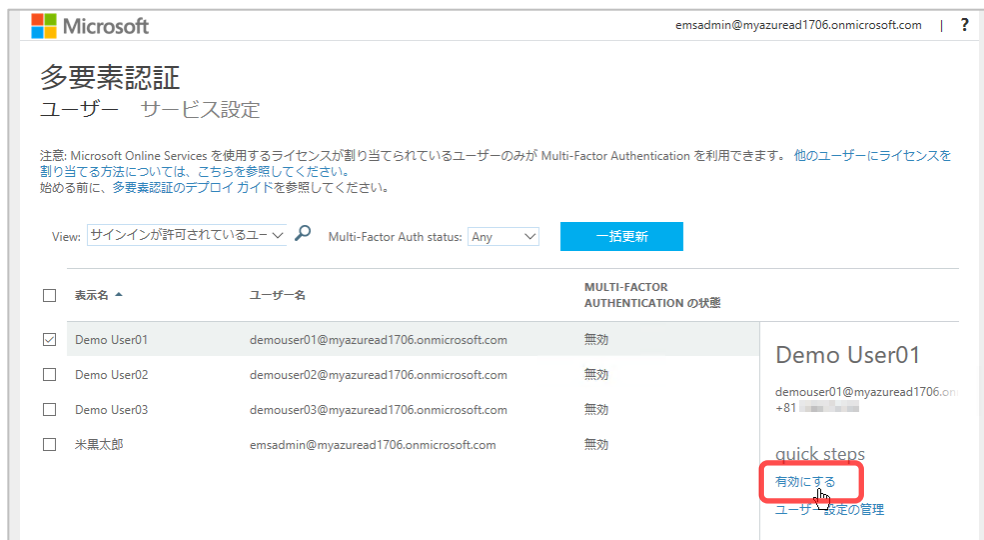 Microsoft
emsadmin@myazuread1706.onmicrosoft.com | ?
多要素認証
ユーザー サービス設定
注意: Microsoft Online Services を使用するライセンスが割り当てられているユーザーのみが Multi-Factor Authentication を利用できます。 他のユーザーにライセンスを
割り当てる方法については、こちらを参照してください。
始める前に、多要素認証のデプロイ ガイドを参照してください。
View: サインインが許可されているユー Multi-Factor Auth status: Any 一括更新
表示名 ユーザー名 MULTI-FACTOR
AUTHENTICATION の状態
Demo User01 demouser01@myazuread1706.onmicrosoft.com 無効
Demo User02 demouser02@myazuread1706.onmicrosoft.com 無効
Demo User03 demouser03@myazuread1706.onmicrosoft.com 無効
米黒太郎 emsadmin@myazuread1706.onmicrosoft.com 無効
Demo User01
demouser01@myazuread1706.on
+81
quick steps
有効にする
ユーザー設定の管理